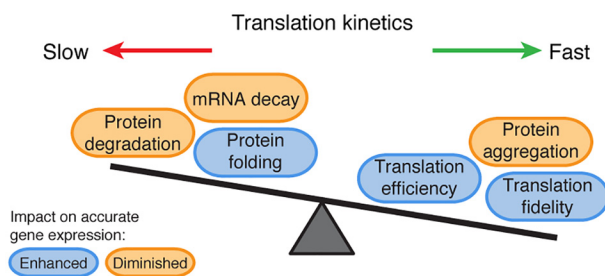 Translation kinetics
Slow
Fast
mRNA decay
Protein
degradation
Protein
folding
Translation
efficiency
Protein
aggregation
Translation
fidelity
Impact on accurate
gene expression:
Enhanced
Diminished